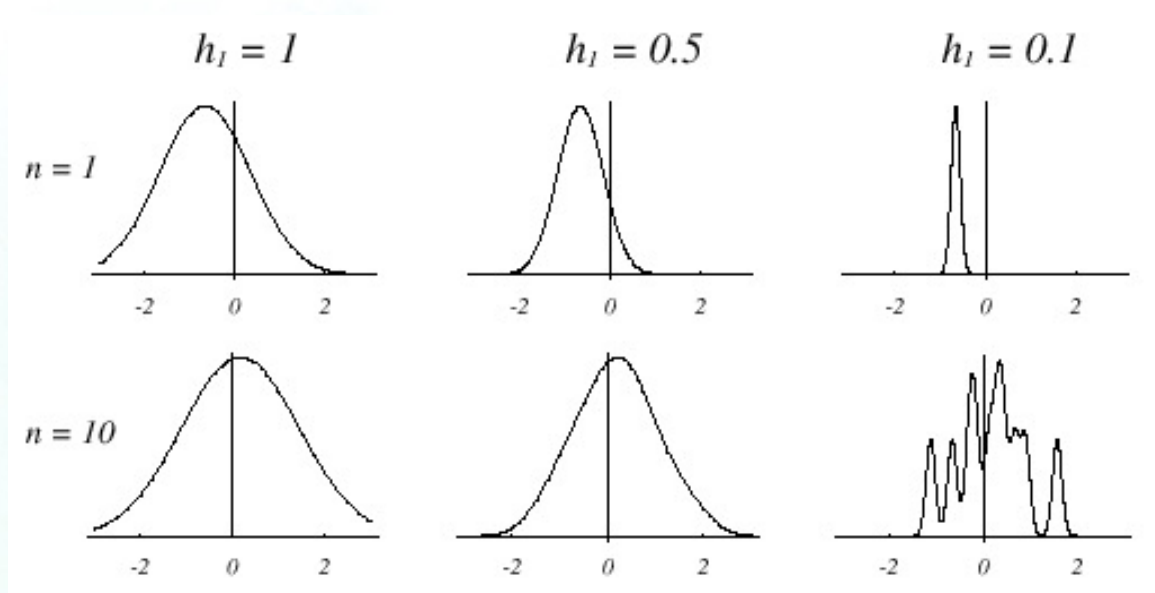 h₁ = 1 h₁ = 0.5 h₁ = 0.1
n = 1
-2 0 2 -2 0 2 -2 0 2
n = 10
-2 0 2 -2 0 2 -2 0 2